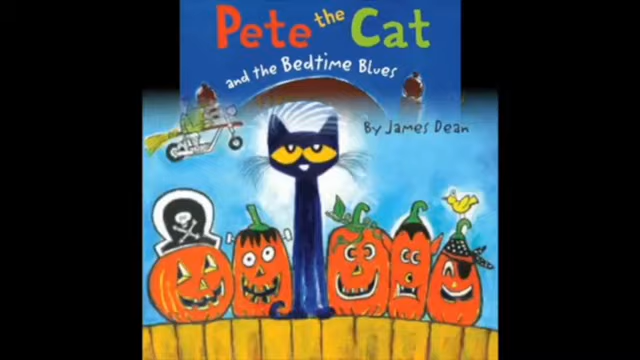 Pete the Cat
and the Bedtime Blues
By James Dean